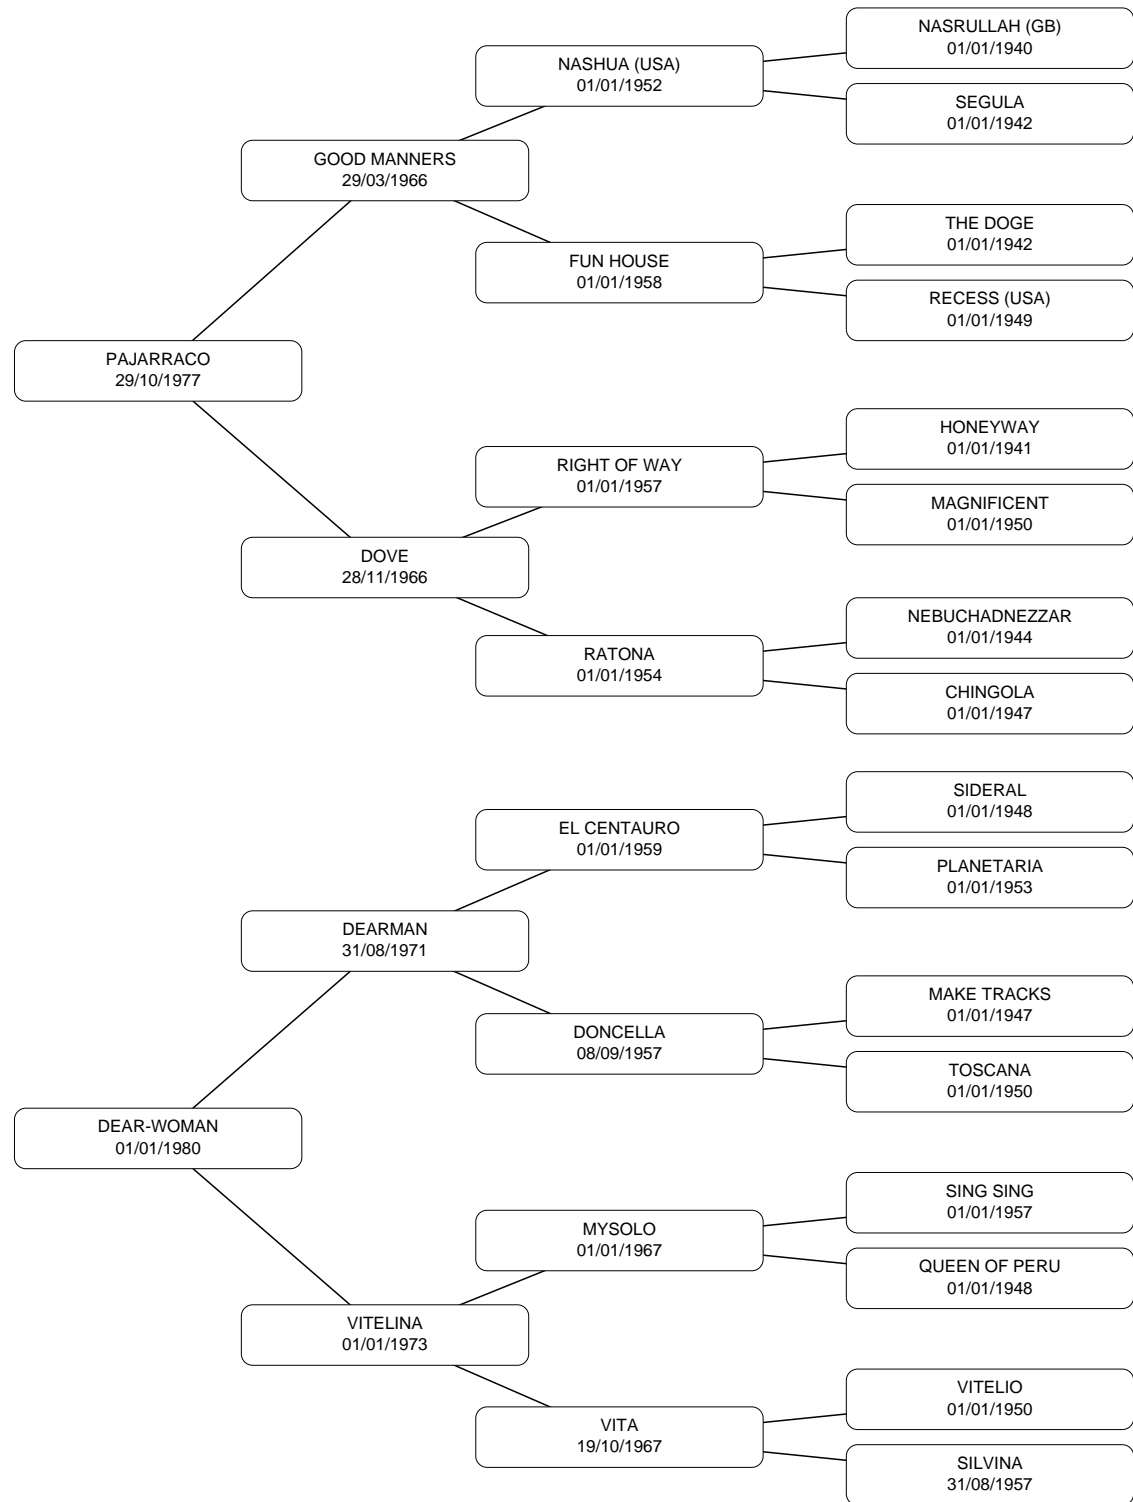 NASRULLAH (GB)
01/01/1940
NASHUA (USA)
01/01/1952
SEGULA
01/01/1942
GOOD MANNERS
29/03/1966
THE DOGE
01/01/1942
FUN HOUSE
01/01/1958
RECESS (USA)
01/01/1949
PAJARRACO
29/10/1977
HONEYWAY
01/01/1941
RIGHT OF WAY
01/01/1957
MAGNIFICENT
01/01/1950
DOVE
28/11/1966
NEBUCHADNEZZAR
01/01/1944
RATONA
01/01/1954
CHINGOLA
01/01/1947
SIDERAL
01/01/1948
EL CENTAURO
01/01/1959
PLANETARIA
01/01/1953
DEARMAN
31/08/1971
MAKE TRACKS
01/01/1947
DONCELLA
08/09/1957
TOSCANA
01/01/1950
DEAR-WOMAN
01/01/1980
SING SING
01/01/1957
MYSOLO
01/01/1967
QUEEN OF PERU
01/01/1948
VITELINA
01/01/1973
VITELIO
01/01/1950
VITA
19/10/1967
SILVINA
31/08/1957